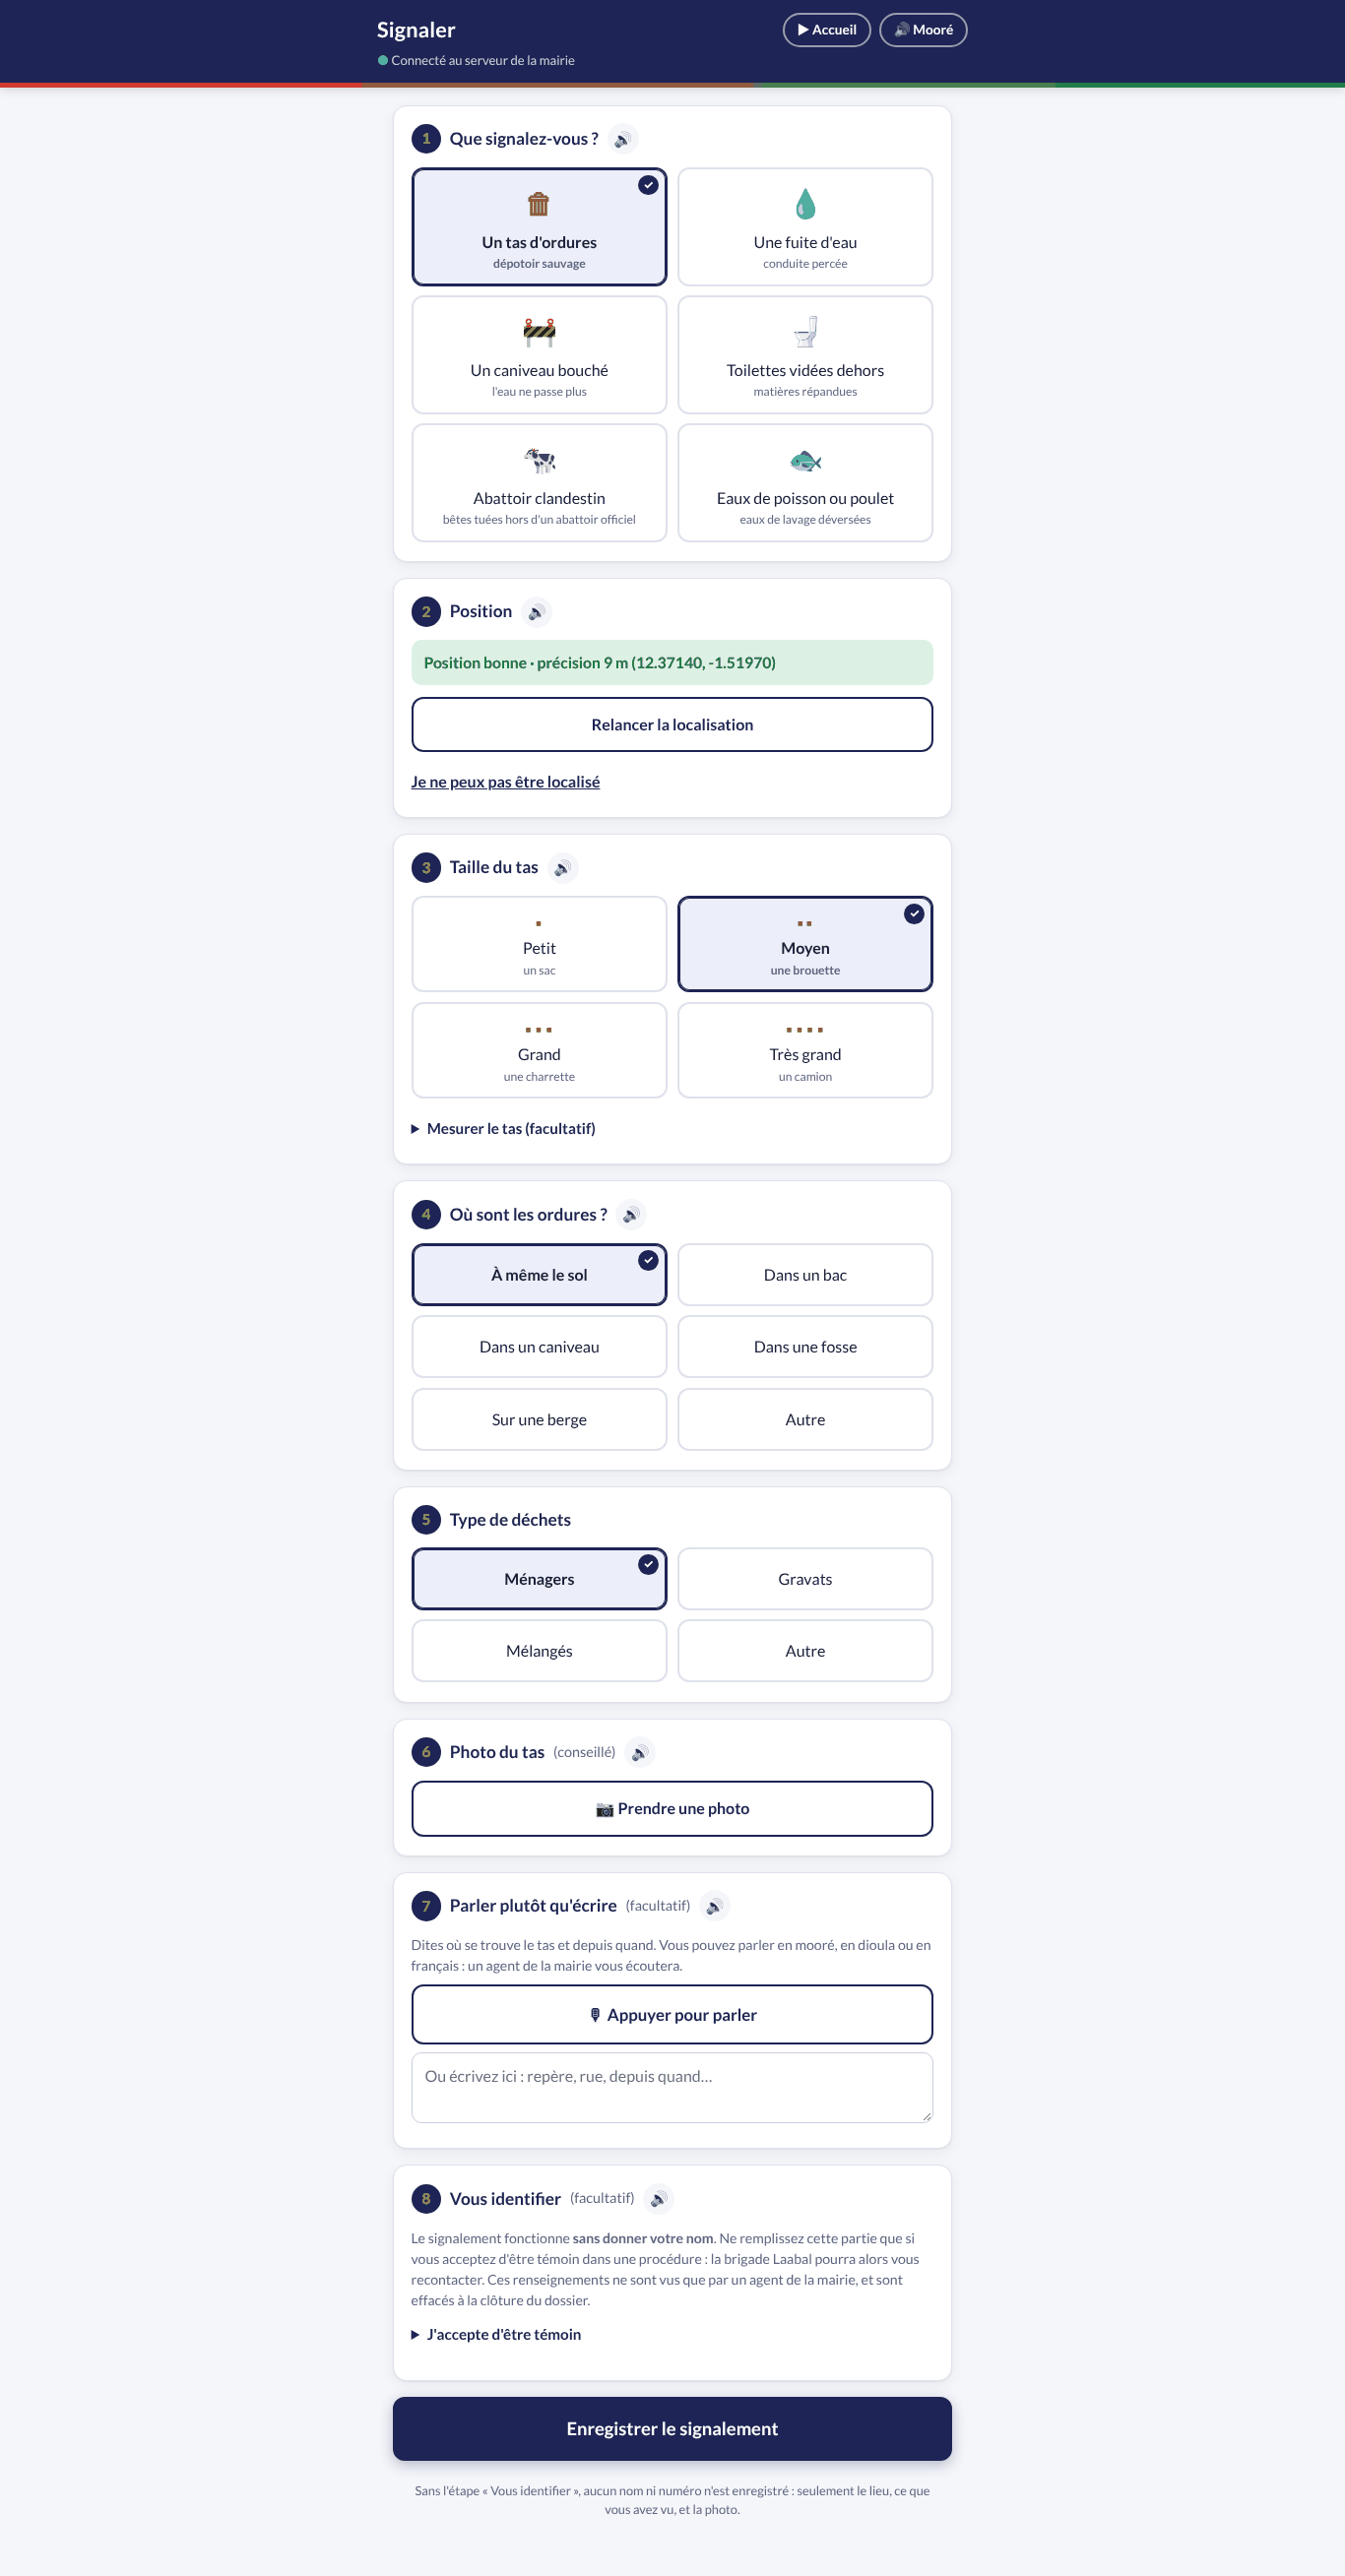 Signaler
▶ Accueil
Mooré
Connecté au serveur de la mairie
1 Que signalez-vous ?
Un tas d'ordures
dépotoir sauvage
Une fuite d'eau
conduite percée
Un caniveau bouché
l'eau ne passe plus
Toilettes vidées dehors
matières répandues
Abattoir clandestin
bêtes tuées hors d'un abattoir officiel
Eaux de poisson ou poulet
eaux de lavage déversées
2 Position
Position bonne · précision 9 m (12.37140, -1.51970)
Relancer la localisation
Je ne peux pas être localisé
3 Taille du tas
Petit
un sac
Moyen
une brouette
Grand
une charrette
Très grand
un camion
▶ Mesurer le tas (facultatif)
4 Où sont les ordures ?
À même le sol
Dans un bac
Dans un caniveau
Dans une fosse
Sur une berge
Autre
5 Type de déchets
Ménagers
Gravats
Mélangés
Autre
6 Photo du tas (conseillé)
Prendre une photo
7 Parler plutôt qu'écrire (facultatif)
Dites où se trouve le tas et depuis quand. Vous pouvez parler en mooré, en dioula ou en
français : un agent de la mairie vous écoutera.
Appuyer pour parler
Ou écrivez ici : repère, rue, depuis quand…
8 Vous identifier (facultatif)
Le signalement fonctionne sans donner votre nom. Ne remplissez cette partie que si
vous acceptez d'être témoin dans une procédure : la brigade Laabal pourra alors vous
recontacter. Ces renseignements ne sont vus que par un agent de la mairie, et sont
effacés à la clôture du dossier.
▶ J'accepte d'être témoin
Enregistrer le signalement
Sans l'étape « Vous identifier », aucun nom ni numéro n'est enregistré : seulement le lieu, ce que
vous avez vu, et la photo.